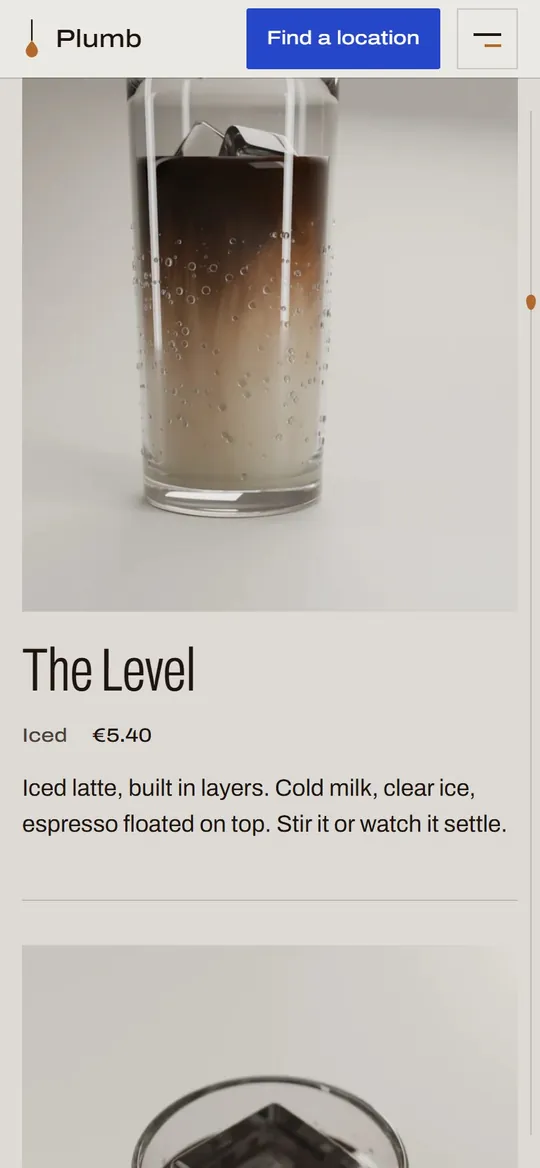 Plumb
Find a location
The Level
Iced €5.40
Iced latte, built in layers. Cold milk, clear ice,
espresso floated on top. Stir it or watch it settle.